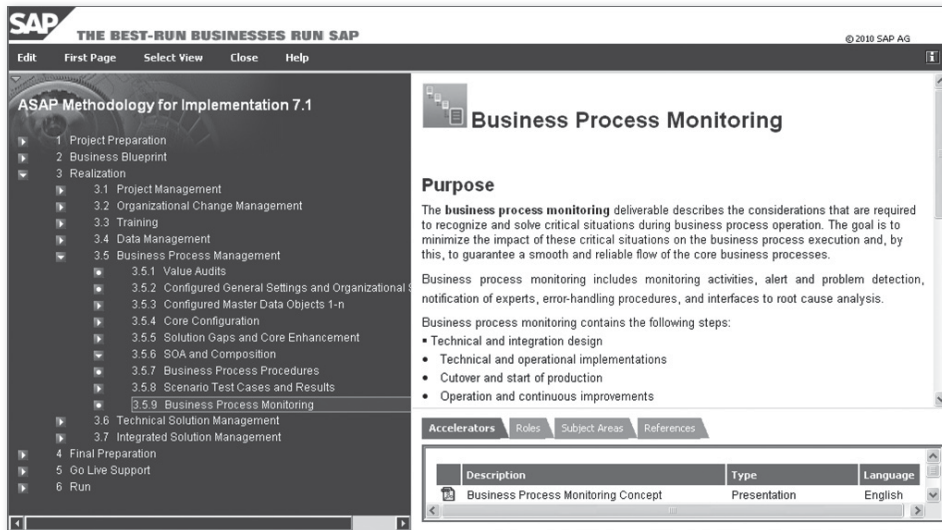 SAP
THE BEST-RUN BUSINESSES RUN SAP
© 2010 SAP AG
Edit First Page Select View Close Help
ASAP Methodology for Implementation 7.1
1 Project Preparation
2 Business Blueprint
3 Realization
3.1 Project Management
3.2 Organizational Change Management
3.3 Training
3.4 Data Management
3.5 Business Process Management
3.5.1 Value Audits
3.5.2 Configured General Settings and Organizational S
3.5.3 Configured Master Data Objects 1-n
3.5.4 Core Configuration
3.5.5 Solution Gaps and Core Enhancement
3.5.6 SOA and Composition
3.5.7 Business Process Procedures
3.5.8 Scenario Test Cases and Results
3.5.9 Business Process Monitoring
3.6 Technical Solution Management
3.7 Integrated Solution Management
4 Final Preparation
5 Go Live Support
6 Run
Business Process Monitoring
Purpose
The business process monitoring deliverable describes the considerations that are required
to recognize and solve critical situations during business process operation. The goal is to
minimize the impact of these critical situations on the business process execution and, by
this, to guarantee a smooth and reliable flow of the core business processes.
Business process monitoring includes monitoring activities, alert and problem detection,
notification of experts, error-handling procedures, and interfaces to root cause analysis.
Business process monitoring contains the following steps:
▪ Technical and integration design
• Technical and operational implementations
• Cutover and start of production
• Operation and continuous improvements
Accelerators Roles Subject Areas References
Description Type Language
Business Process Monitoring Concept Presentation English